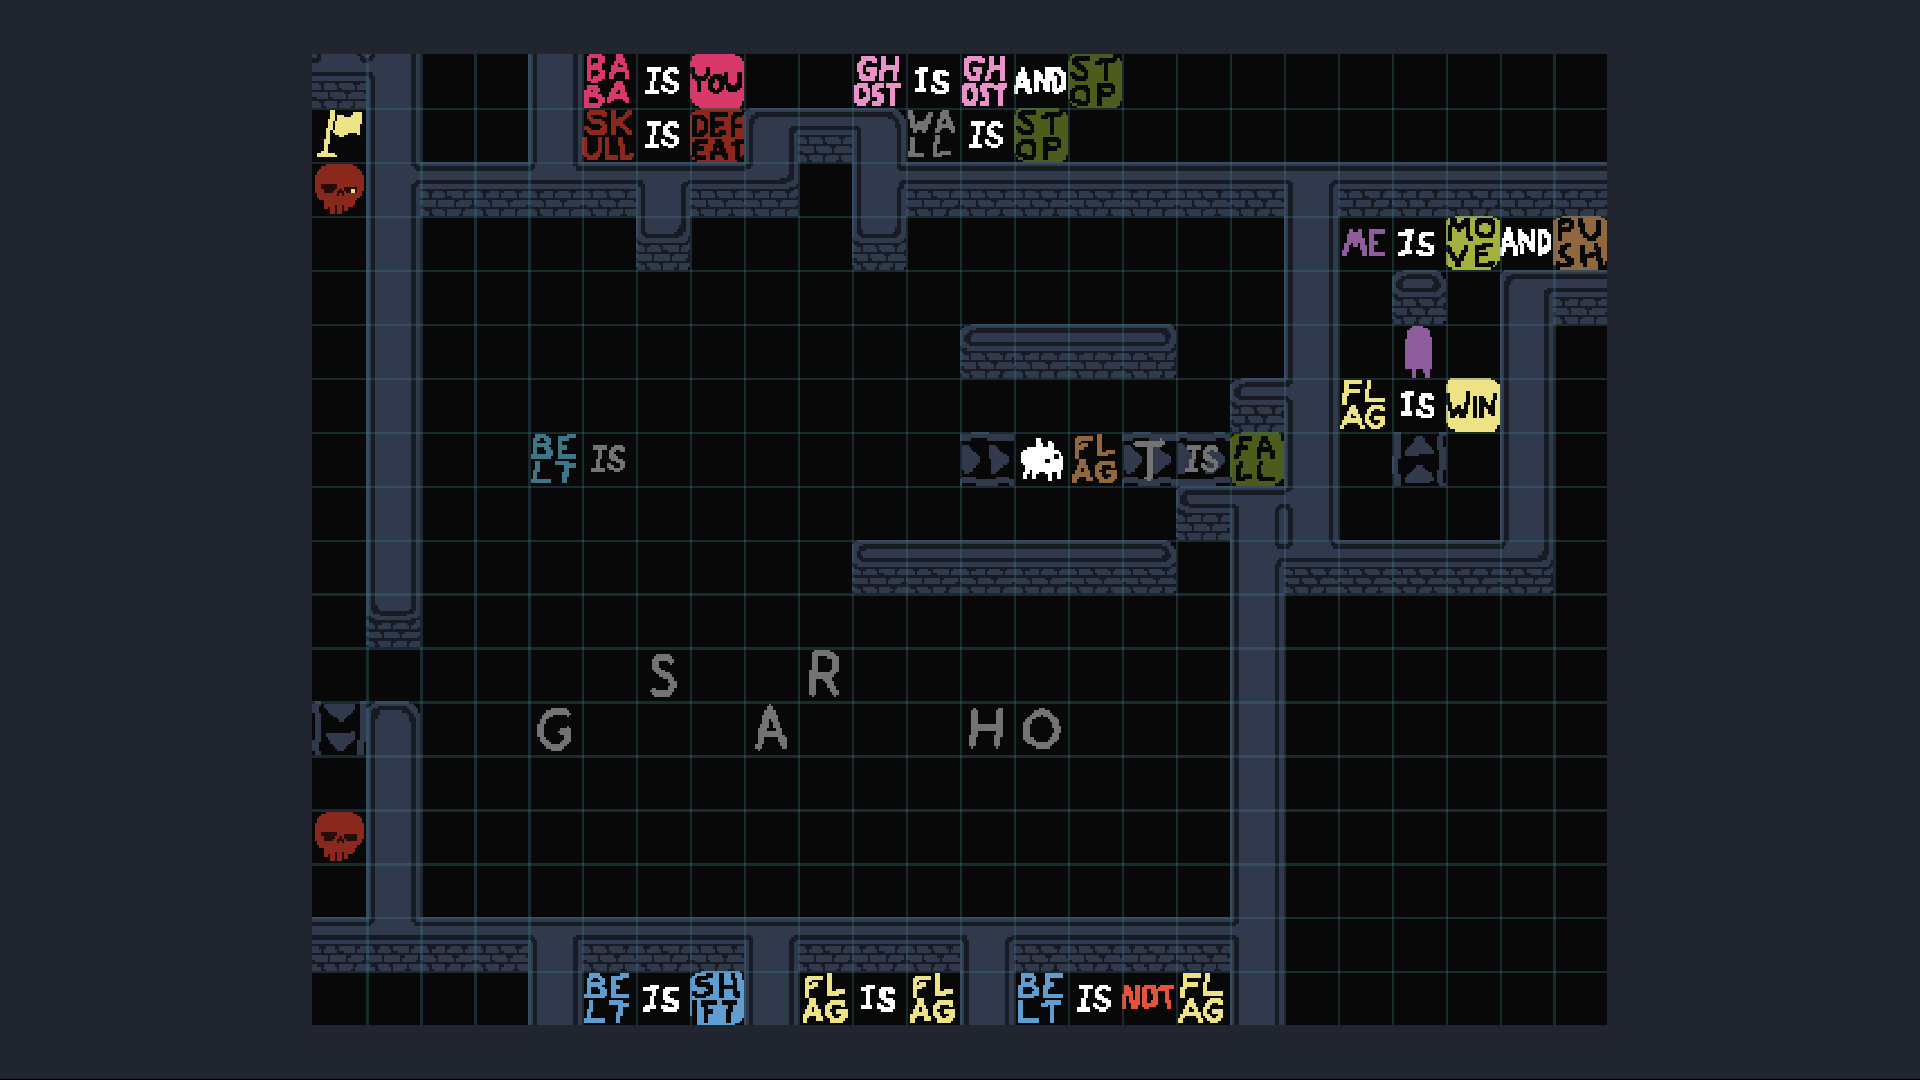 BABA IS YOU GHOST IS GHOST AND STOP
SKULL IS DEFEAT WALL IS STOP
ME IS MOVE AND PUSH
FLAG IS WIN
BELT IS FLAG T IS FALL
S R
G A H O
BELT IS SHIFT FLAG IS FLAG BELT IS NOT FLAG